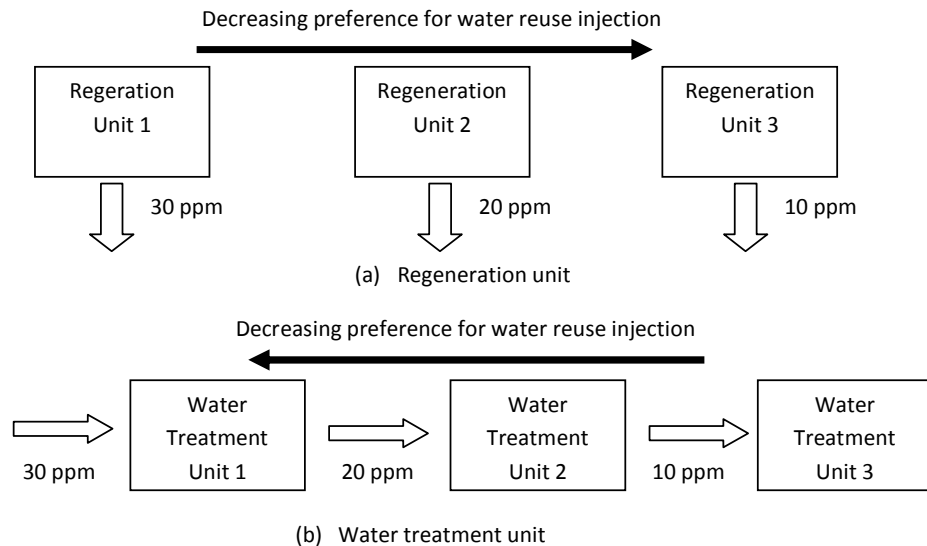 Decreasing preference for water reuse injection
Regeration
Unit 1
Regeneration
Unit 2
Regeneration
Unit 3
30 ppm
20 ppm
10 ppm
(a) Regeneration unit
Decreasing preference for water reuse injection
Water
Treatment
Unit 1
Water
Treatment
Unit 2
Water
Treatment
Unit 3
30 ppm
20 ppm
10 ppm
(b) Water treatment unit